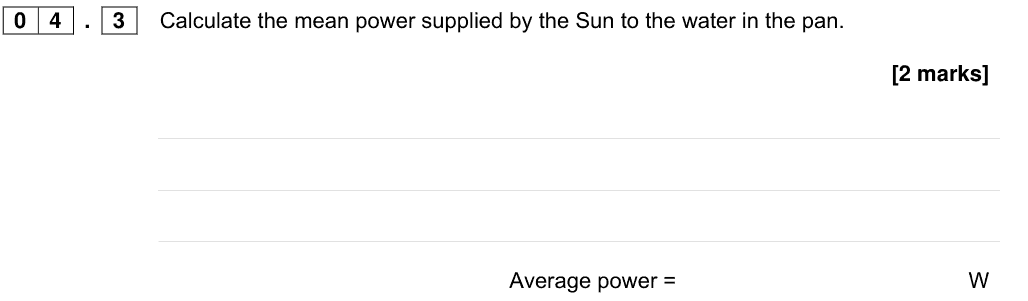 0 4 . 3 Calculate the mean power supplied by the Sun to the water in the pan.
[2 marks]
Average power = W